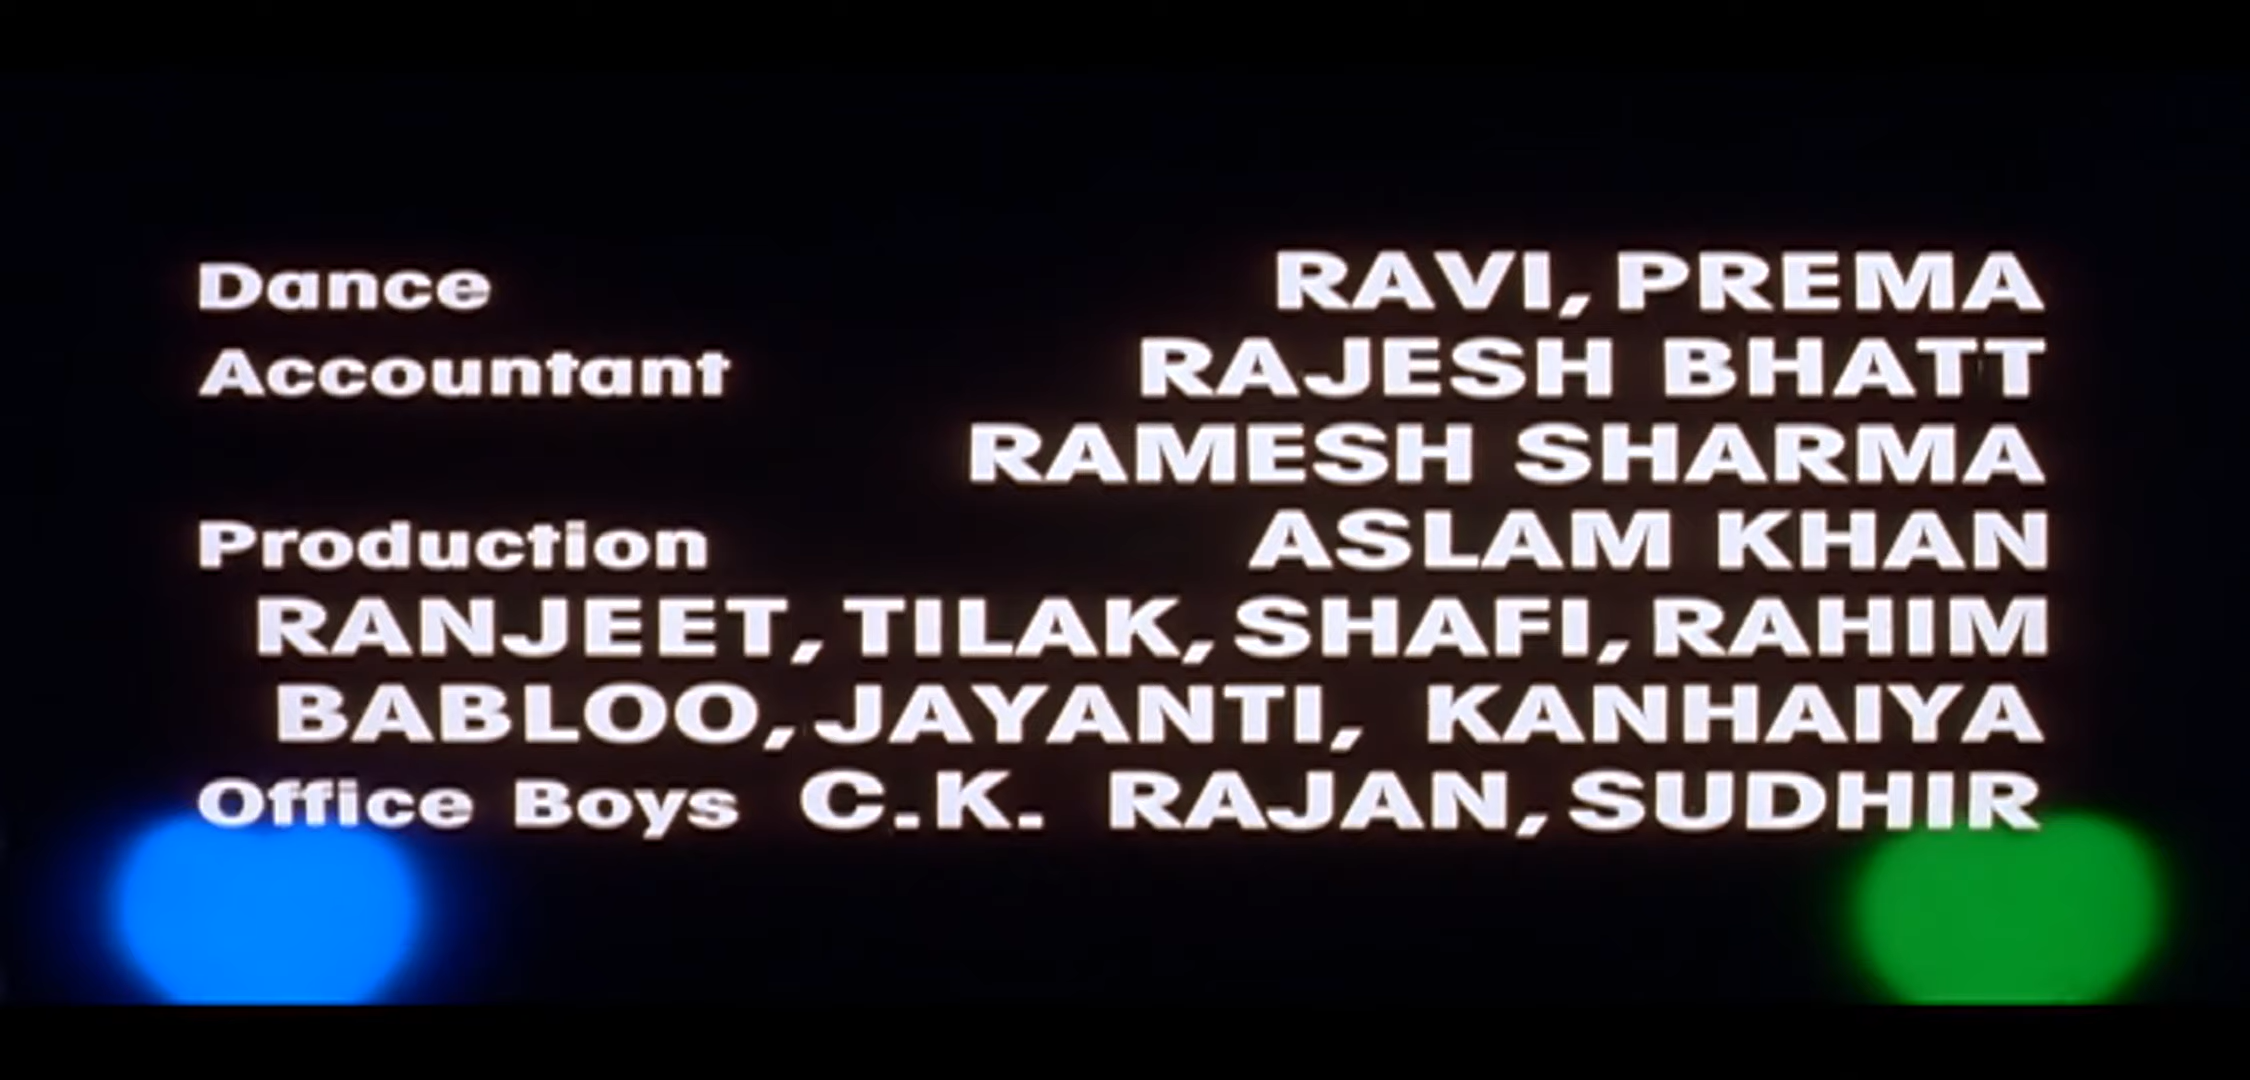 Dance RAVI, PREMA
Accountant RAJESH BHATT
RAMESH SHARMA
Production ASLAM KHAN
RANJEET, TILAK, SHAFI, RAHIM
BABLOO, JAYANTI, KANHAIYA
Office Boys C.K. RAJAN, SUDHIR